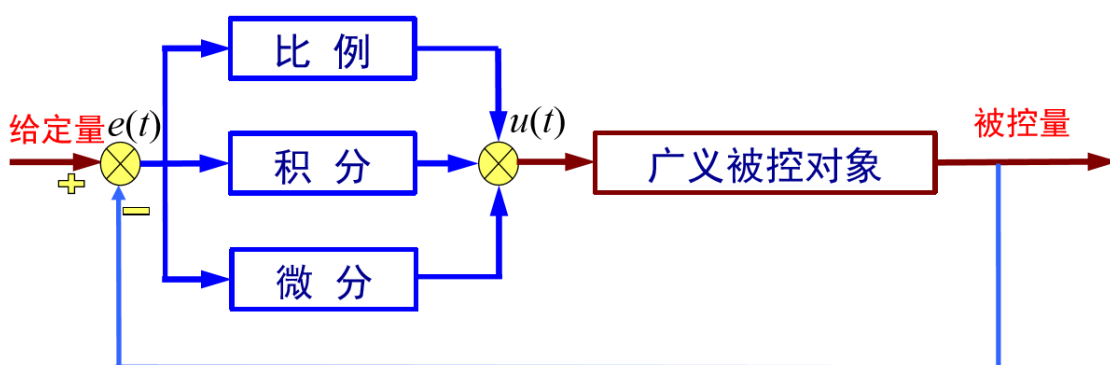 比 例
给定量 e(t)
+
−
积 分
u(t)
广义被控对象
被控量
微 分